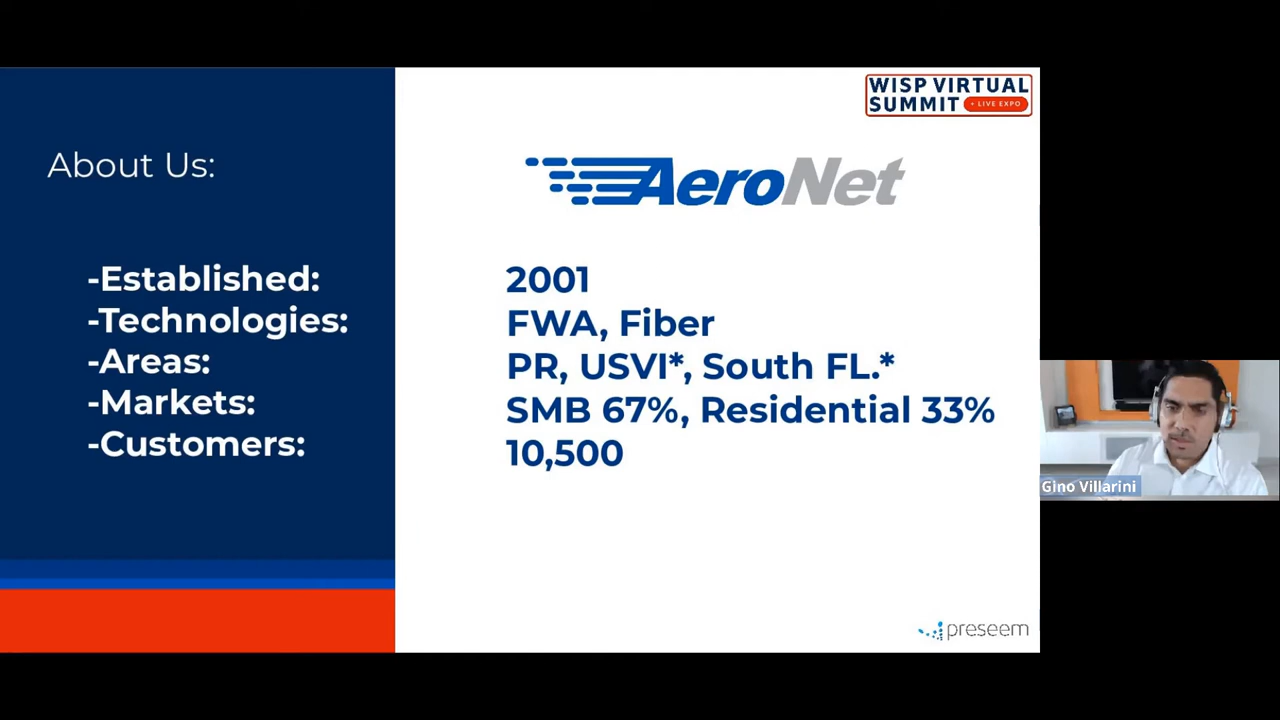 WISP VIRTUAL
SUMMIT + LIVE EXPO
About Us:
AeroNet
-Established:
2001
-Technologies:
FWA, Fiber
-Areas:
PR, USVI*, South FL.*
-Markets:
SMB 67%, Residential 33%
-Customers:
10,500
Gino Villarini
preseem